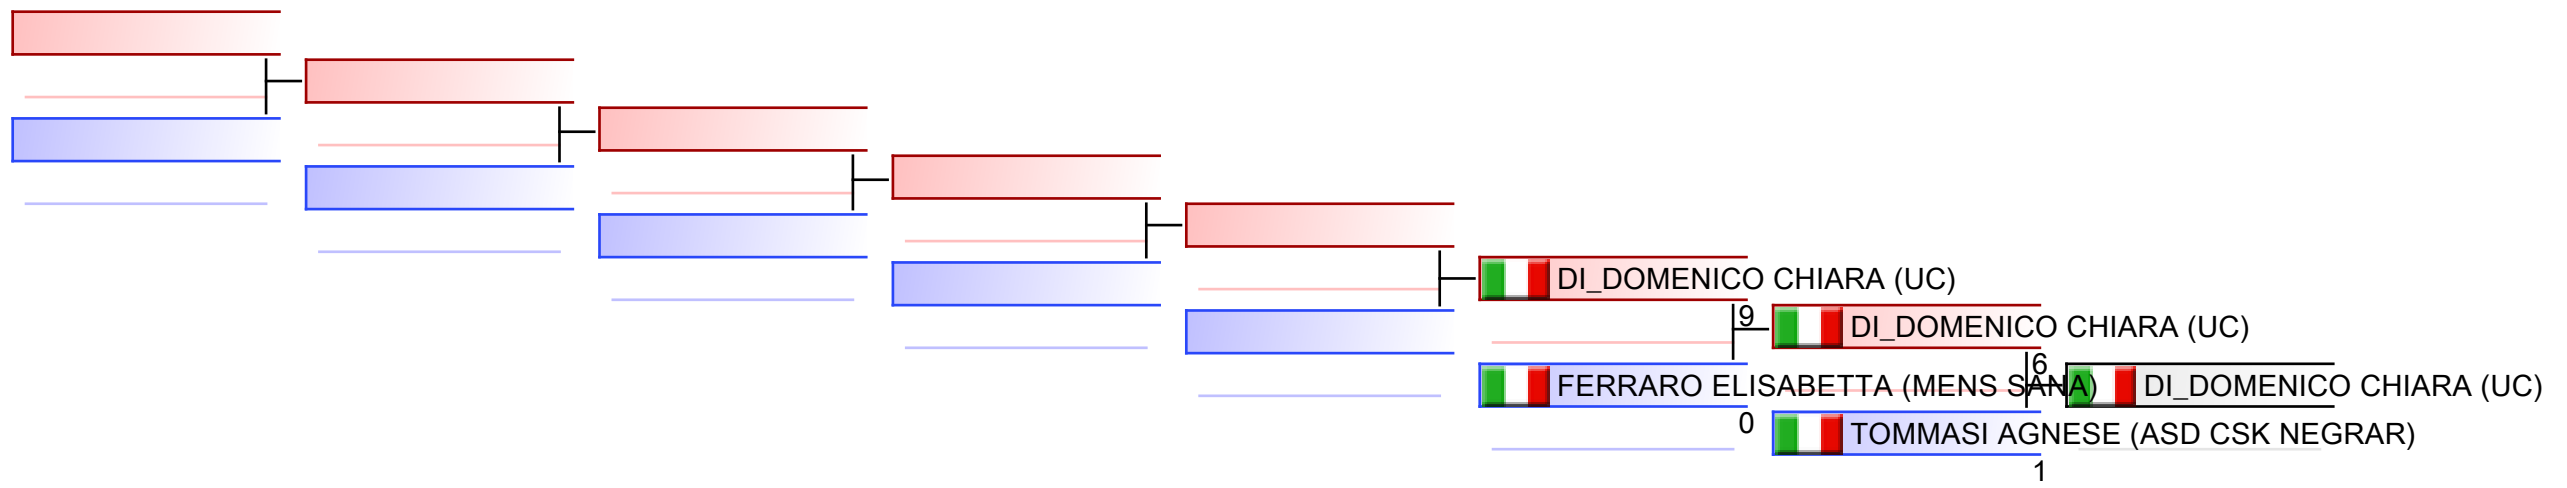 DI_DOMENICO CHIARA (UC)
9
DI_DOMENICO CHIARA (UC)
6
FERRARO ELISABETTA (MENS SANA)
DI_DOMENICO CHIARA (UC)
0
TOMMASI AGNESE (ASD CSK NEGRAR)
1